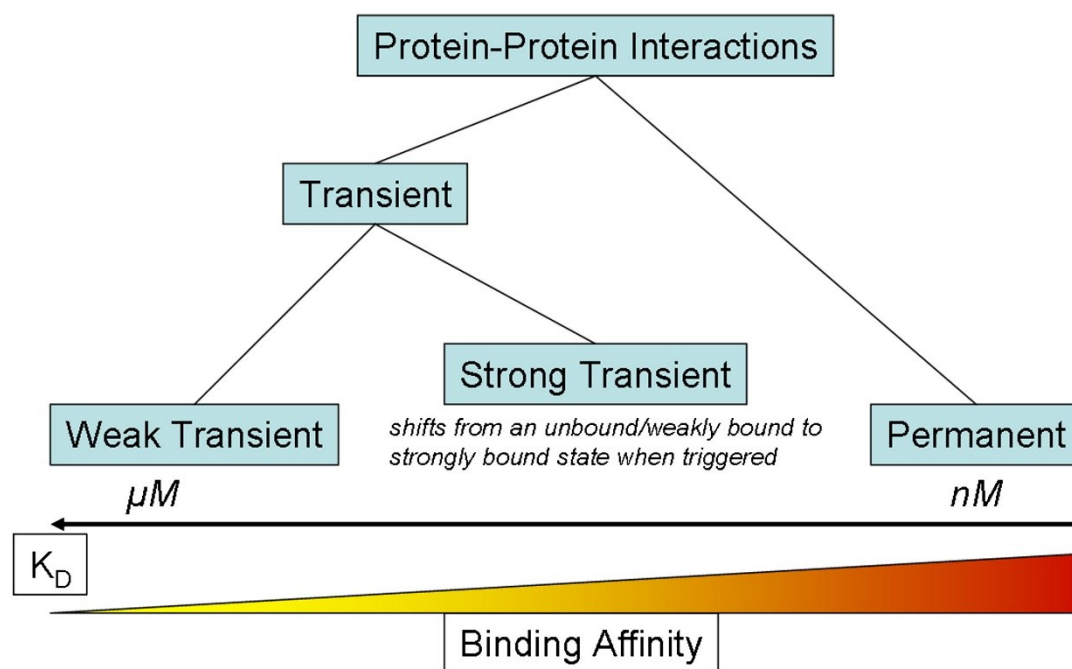 Protein-Protein Interactions
Transient
Strong Transient
shifts from an unbound/weakly bound to
strongly bound state when triggered
Weak Transient
Permanent
µM
nM
K_D
Binding Affinity